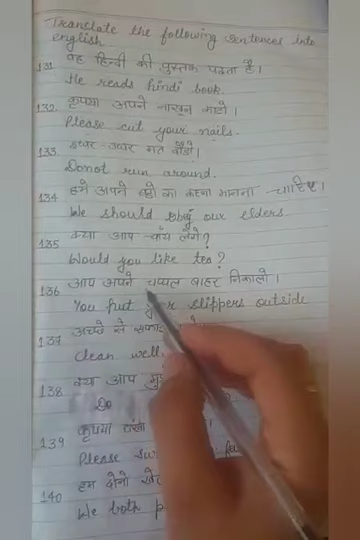 Translate the following sentences into
english
131. वह हिन्दी की पुस्तक पढता है।
He reads hindi book.
132. कृपया अपने नाखून काटो।
Please cut your nails.
133. इधर-उधर मत दौडो।
Donot run around.
134 हमे अपने बडो का कहना मानना चाहिए।
We should obey our elders
135 क्या आप चाय लेंगे?
Would you like tea?
136 आप अपने चप्पल बाहर निकालो।
You put your slippers outside
137. अच्छे से
Clean well.
138. क्या आप
Do
139 कृपया पंखा
Please
140 हम दोनो
We both